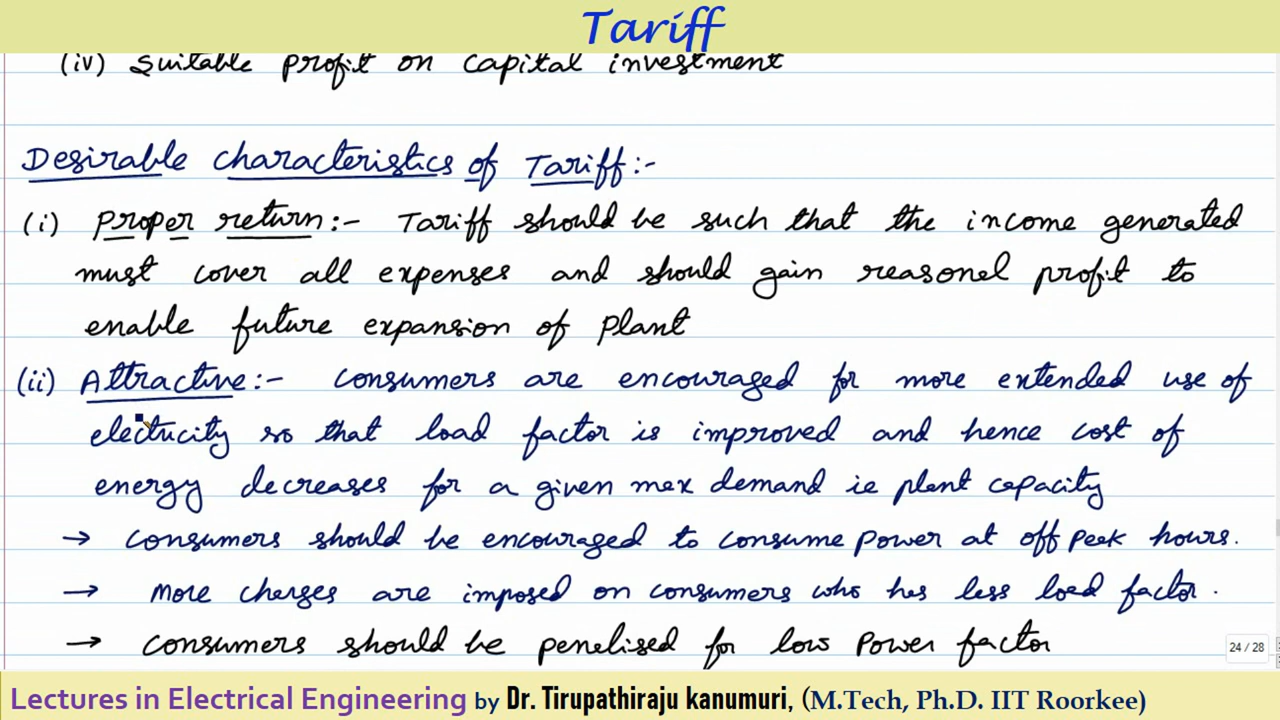 Tariff
(iv) Suitable profit on capital investment
Desirable characteristics of Tariff:-
(i) Proper return:- Tariff should be such that the income generated
must cover all expenses and should gain reasonal profit to
enable future expansion of plant
(ii) Attractive:- consumers are encouraged for more extended use of
electricity so that load factor is improved and hence cost of
energy decreases for a given max demand ie plant capacity
→ consumers should be encouraged to consume power at off peek hours.
→ More charges are imposed on consumers who has less load factor.
→ consumers should be penelised for low power factor
24 / 28
Lectures in Electrical Engineering by Dr. Tirupathiraju kanumuri, (M.Tech, Ph.D. IIT Roorkee)